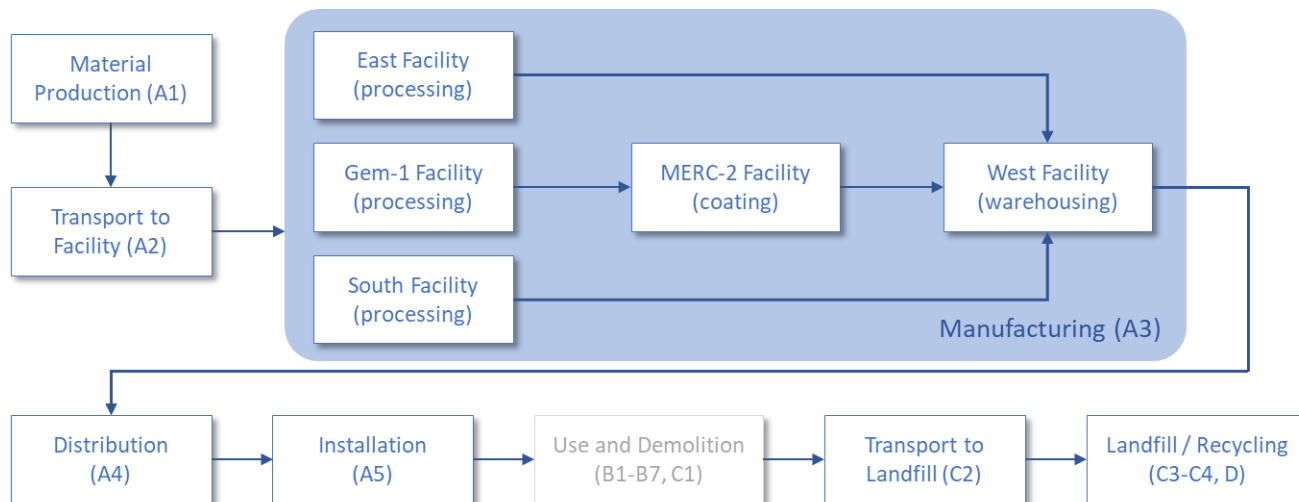 Material
Production (A1)
Transport to
Facility (A2)
East Facility
(processing)
Gem-1 Facility
(processing)
South Facility
(processing)
MERC-2 Facility
(coating)
West Facility
(warehousing)
Manufacturing (A3)
Distribution
(A4)
Installation
(A5)
Use and Demolition
(B1-B7, C1)
Transport to
Landfill (C2)
Landfill / Recycling
(C3-C4, D)